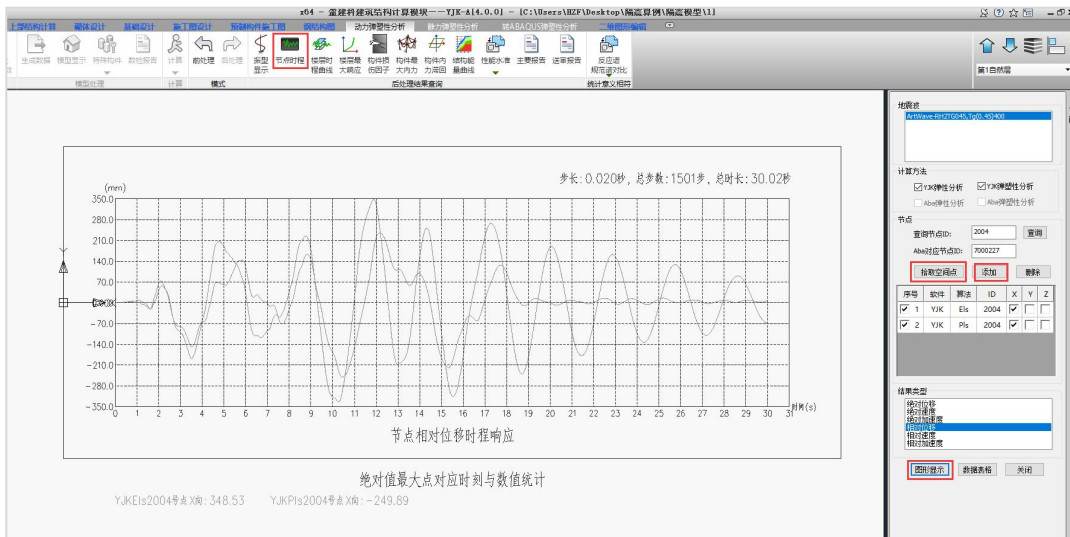 x64 - 盈建科建筑结构计算模块--YJK-A[4.0.0] - [C:\Users\HZF\Desktop\隔震算例\隔震模型\1]
上部结构计算 砌体设计 基础设计 施工图设计 预制构件施工图 钢结构图 动力弹塑性分析 静力弹塑性分析 转ABAQUS弹塑性分析 二维图形编辑
生成数据 模型显示 特殊构件 数检报告 计算 前处理 后处理 振型显示 节点时程 楼层时程曲线 楼层最大响应 构件损伤因子 构件最大内力 构件内力滞回 结构能量曲线 性能水准 主要报告 送审报告 反应谱规范谱对比
第1自然层
模型处理 计算 模式 后处理结果查询 统计意义相符
步长:0.020秒, 总步数:1501步, 总时长:30.02秒
(mm)
350.0
280.0
210.0
140.0
70.0
-70.0
-140.0
-210.0
-280.0
-350.0
0 1 2 3 4 5 6 7 8 9 10 11 12 13 14 15 16 17 18 19 20 21 22 23 24 25 26 27 28 29 30 31 时间(s)
节点相对位移时程响应
绝对值最大点对应时刻与数值统计
YJKEls2004号点X向: 348.53 YJKPls2004号点X向: -249.89
地震波
ArtWave-RH2TG045,Tg(0.45)400
计算方法
YJK弹性分析 YJK弹塑性分析
Aba弹性分析 Aba弹塑性分析
节点
查询节点ID: 2004 查询
Aba对应节点ID: 7000227
拾取空间点 添加 删除
序号 软件 算法 ID X Y Z
1 YJK Els 2004
2 YJK Pls 2004
结果类型
绝对位移
绝对速度
绝对加速度
相对位移
相对速度
相对加速度
图形显示 数据表格 关闭